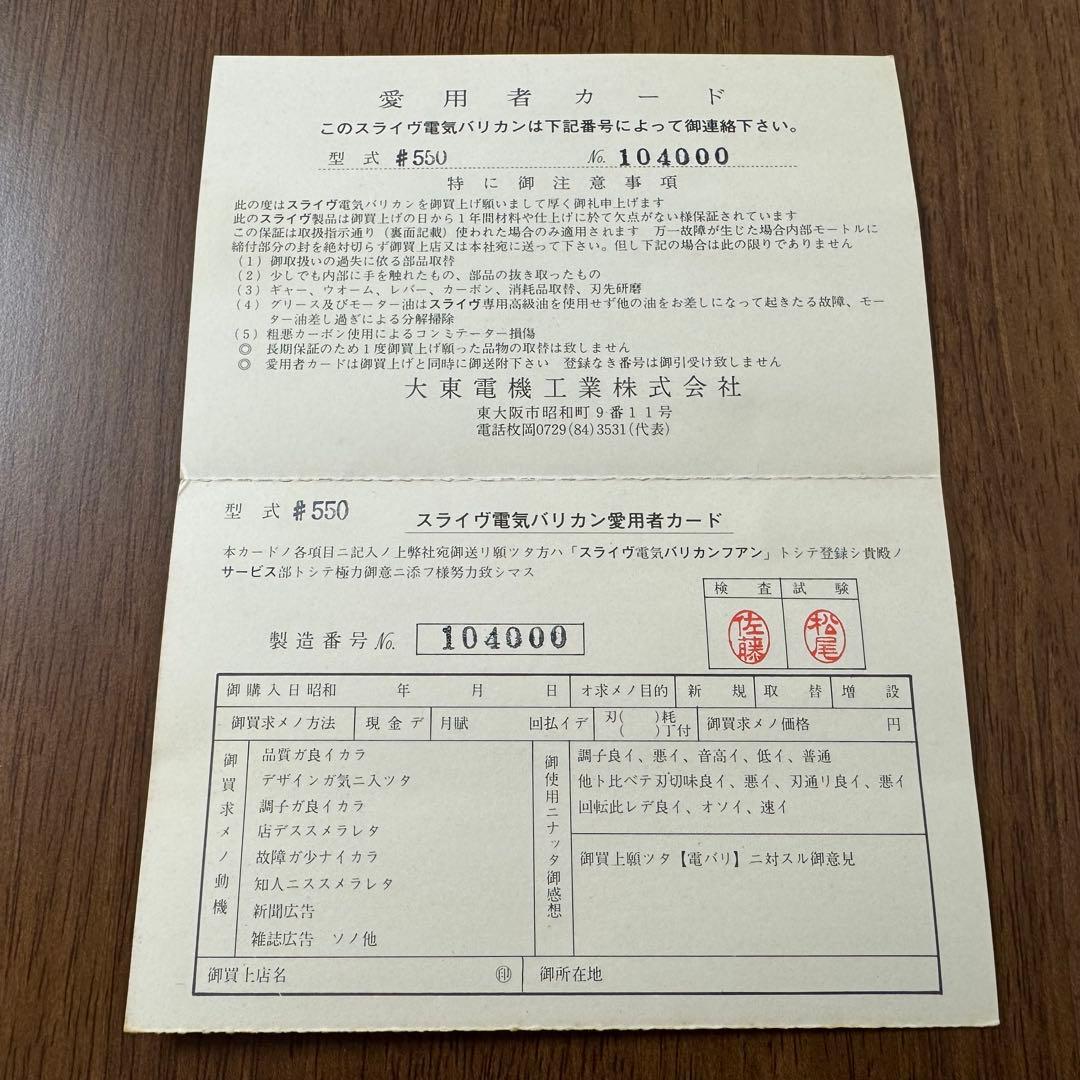 愛用者カード
このスライヴ電気バリカンは下記番号によって御連絡下さい。
型式 #550 No. 104000
特に御注意事項
此の度はスライヴ電気バリカンを御買上げ願いまして厚く御礼申上げます
此のスライヴ製品は御買上げの日から1年間材料や仕上げに於て欠点がない様保証されています
この保証は取扱指示通り(裏面記載)使われた場合のみ適用されます 万一故障が生じた場合内部モートルに
締付部分の封を絶対切らず御買上店又は本社宛に送って下さい。但し下記の場合は此の限りでありません
(1) 御取扱いの過失に依る部品取替
(2) 少しでも内部に手を触れたもの、部品の抜き取ったもの
(3) ギャー、ウオーム、レバー、カーボン、消耗品取替、刃先研磨
(4) グリース及びモーター油はスライヴ専用高級油を使用せず他の油をお差しになって起きたる故障、モー
ター油差し過ぎによる分解掃除
(5) 粗悪カーボン使用によるコンミテーター損傷
◎ 長期保証のため1度御買上げ願った品物の取替は致しません
◎ 愛用者カードは御買上げと同時に御送附下さい 登録なき番号は御引受け致しません
大東電機工業株式会社
東大阪市昭和町9番11号
電話枚岡0729(84)3531(代表)
型式 #550
スライヴ電気バリカン愛用者カード
本カードノ各項目ニ記入ノ上弊社宛御送リ願ツタ方ハ「スライヴ電気バリカンフアン」トシテ登録シ貴殿ノ
サービス部トシテ極力御意ニ添フ様努力致シマス
検査 試験
佐藤 松尾
製造番号 No. 104000
御購入日昭和 年 月 日 オ求メノ目的 新規 取替 増設
御買求メノ方法 現金デ 月賦 回払イデ 刃( )耗 ( )丁付 御買求メノ価格 円
御買求メノ動機
品質ガ良イカラ
デザインガ気ニ入ツタ
調子ガ良イカラ
店デススメラレタ
故障ガ少ナイカラ
知人ニススメラレタ
新聞広告
雑誌広告 ソノ他
御使用ニナッタ御感想
調子良イ、悪イ、音高イ、低イ、普通
他ト比ベテ刃切味良イ、悪イ、刃通リ良イ、悪イ
回転此レデ良イ、オソイ、速イ
御買上願ツタ【電バリ】ニ対スル御意見
御買上店名 ㊞ 御所在地